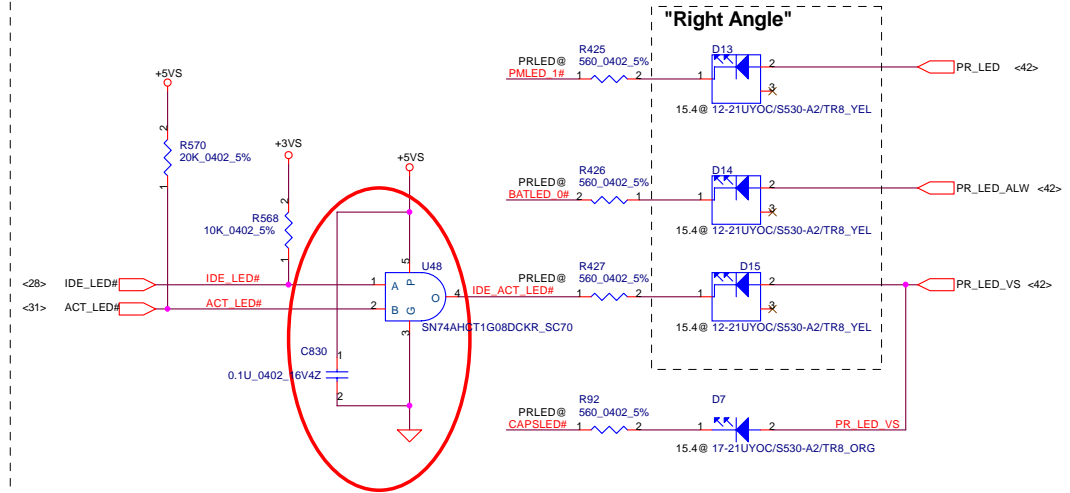 "Right Angle"
+5VS
2
R570
20K_0402_5%
1
+3VS
2
R568
10K_0402_5%
1
+5VS
<28> IDE_LED# IDE_LED#
<31> ACT_LED# ACT_LED#
1 A P 5 U48
2 B G O 4 IDE_ACT_LED#
3
SN74AHCT1G08DCKR_SC70
C830 1
0.1U_0402_16V4Z
2
R425
PRLED@ 560_0402_5%
PMLED_1# 1 2
D13
1 2
3
15.4@ 12-21UYOC/S530-A2/TR8_YEL
PR_LED <42>
R426
PRLED@ 560_0402_5%
BATLED_0# 2 1
D14
1 2
3
15.4@ 12-21UYOC/S530-A2/TR8_YEL
PR_LED_ALW <42>
R427
PRLED@ 560_0402_5%
1 2
D15
1 2
3
15.4@ 12-21UYOC/S530-A2/TR8_YEL
PR_LED_VS <42>
R92
PRLED@ 560_0402_5%
CAPSLED# 1 2
D7
1 2 PR_LED_VS
15.4@ 17-21UYOC/S530-A2/TR8_ORG